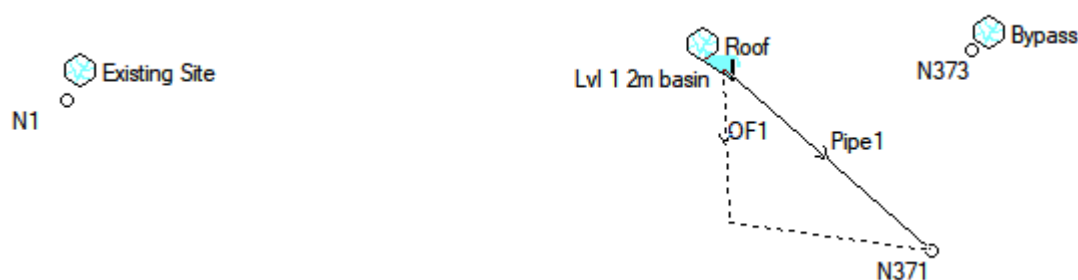 Existing Site
N1
Roof
Lvl 1 2m basin
OF1
Pipe1
N371
Bypass
N373